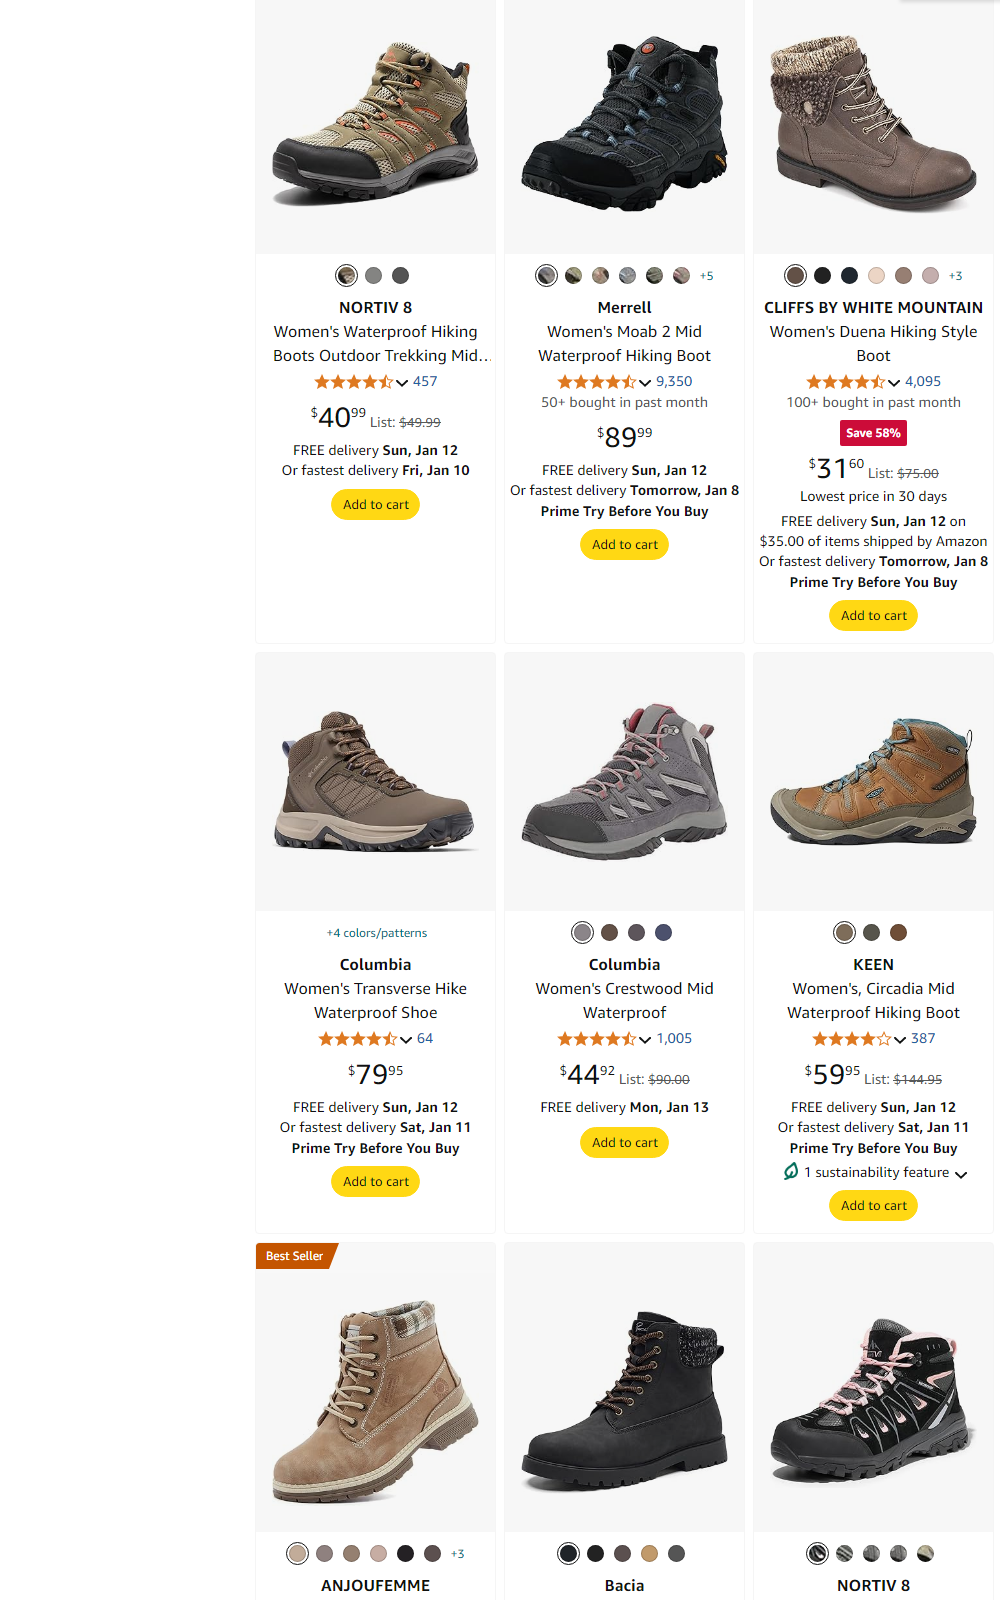 +5
+3
NORTIV 8
Women's Waterproof Hiking
Boots Outdoor Trekking Mid...
457
$40.99 List: $49.99
FREE delivery Sun, Jan 12
Or fastest delivery Fri, Jan 10
Add to cart
Merrell
Women's Moab 2 Mid
Waterproof Hiking Boot
9,350
50+ bought in past month
$89.99
FREE delivery Sun, Jan 12
Or fastest delivery Tomorrow, Jan 8
Prime Try Before You Buy
Add to cart
CLIFFS BY WHITE MOUNTAIN
Women's Duena Hiking Style
Boot
4,095
100+ bought in past month
Save 58%
$31.60 List: $75.00
Lowest price in 30 days
FREE delivery Sun, Jan 12 on
$35.00 of items shipped by Amazon
Or fastest delivery Tomorrow, Jan 8
Prime Try Before You Buy
Add to cart
+4 colors/patterns
Columbia
Women's Transverse Hike
Waterproof Shoe
64
$79.95
FREE delivery Sun, Jan 12
Or fastest delivery Sat, Jan 11
Prime Try Before You Buy
Add to cart
Columbia
Women's Crestwood Mid
Waterproof
1,005
$44.92 List: $90.00
FREE delivery Mon, Jan 13
Add to cart
KEEN
Women's, Circadia Mid
Waterproof Hiking Boot
387
$59.95 List: $144.95
FREE delivery Sun, Jan 12
Or fastest delivery Sat, Jan 11
Prime Try Before You Buy
1 sustainability feature
Add to cart
Best Seller
+3
ANJOUFEMME
Bacia
NORTIV 8